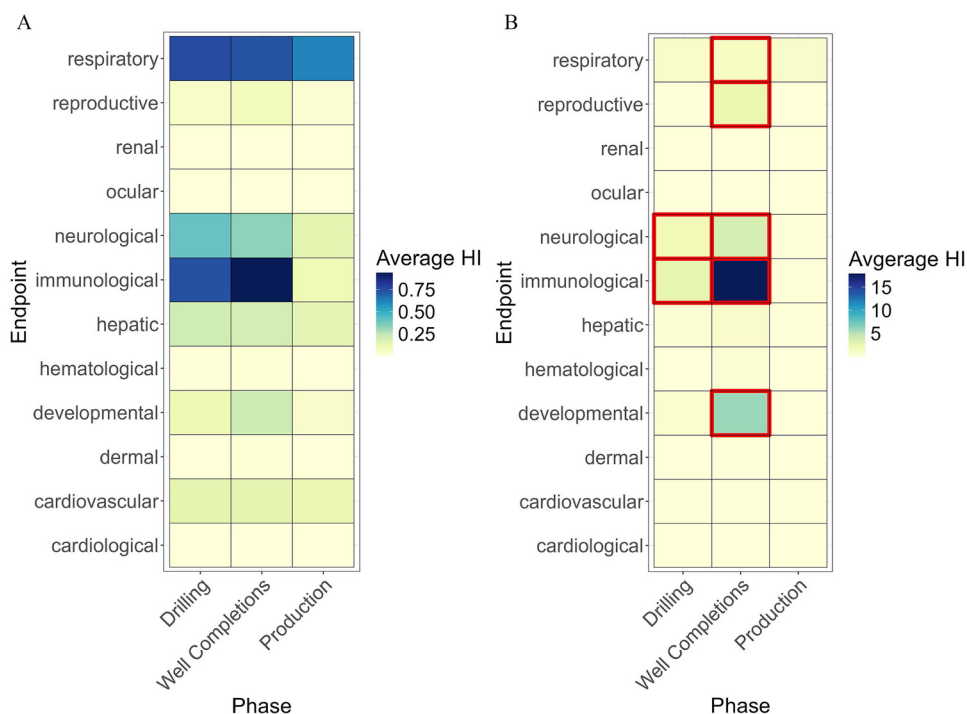 A
respiratory
reproductive
renal
ocular
neurological
immunological
hepatic
hematological
developmental
dermal
cardiovascular
cardiological
Endpoint
Drilling
Well Completions
Production
Phase
Average HI
0.75
0.50
0.25
B
respiratory
reproductive
renal
ocular
neurological
immunological
hepatic
hematological
developmental
dermal
cardiovascular
cardiological
Endpoint
Drilling
Well Completions
Production
Phase
Avgerage HI
15
10
5